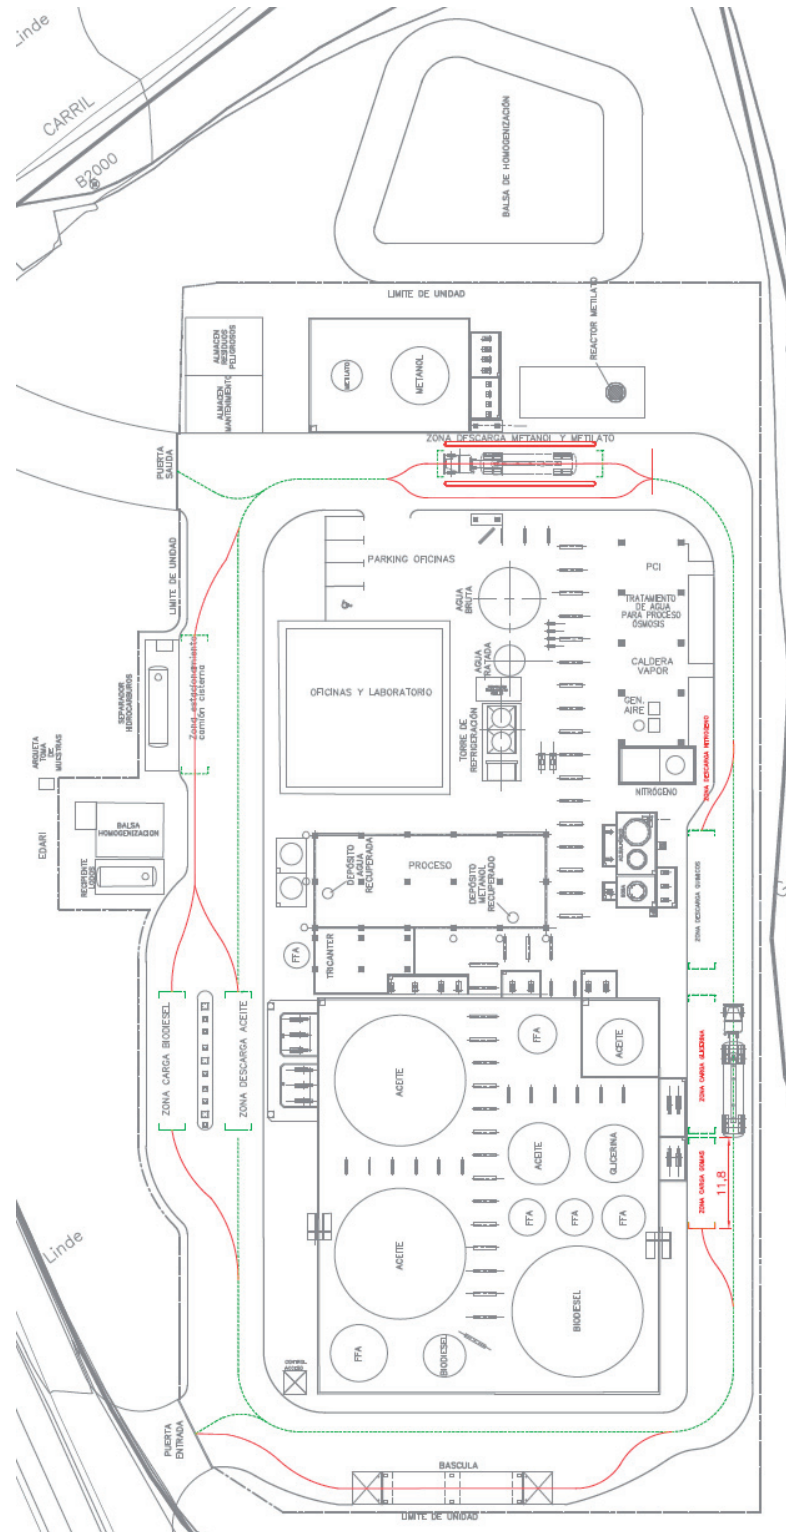 Linde
CARRIL
B2000
BALSA DE HOMOGENIZACIÓN
LIMITE DE UNIDAD
ALMACEN
RESIDUOS
PELIGROSOS
ALMACEN
MANTENIMIENTO
METILATO
METANOL
REACTOR METILATO
ZONA DESCARGA METANOL Y METILATO
PUERTA
SALIDA
LIMITE DE UNIDAD
PARKING OFICINAS
AGUA
BRUTA
PCI
TRATAMIENTO
DE AGUA
PARA PROCESO
ÓSMOSIS
AGUA
TRATADA
CALDERA
VAPOR
GEN.
AIRE
OFICINAS Y LABORATORIO
TORRE DE
REFRIGERACIÓN
SEPARADOR
HIDROCARBUROS
Zona estacionamiento
camión cisterna
ARQUETA
TOMA
DE
MUESTRAS
EDARI
BALSA
HOMOGENIZACION
RECIPIENTE
LODOS
NITRÓGENO
ZONA DESCARGA NITROGENO
PROCESO
DEPÓSITO
AGUA
RECUPERADA
DEPÓSITO
METANOL
RECUPERADO
ZONA DESCARGA QUIMICOS
FFA
TRICANTER
ZONA CARGA BIODIESEL
ZONA DESCARGA ACEITE
ACEITE
FFA
ACEITE
ZONA CARGA GLICERINA
ACEITE
GLICERINA
ZONA CARGA GOMAS
11,8
FFA
FFA
FFA
ACEITE
BIODIESEL
FFA
BIODIESEL
CONTROL
ACCESO
Linde
PUERTA
ENTRADA
BASCULA
LIMITE DE UNIDAD